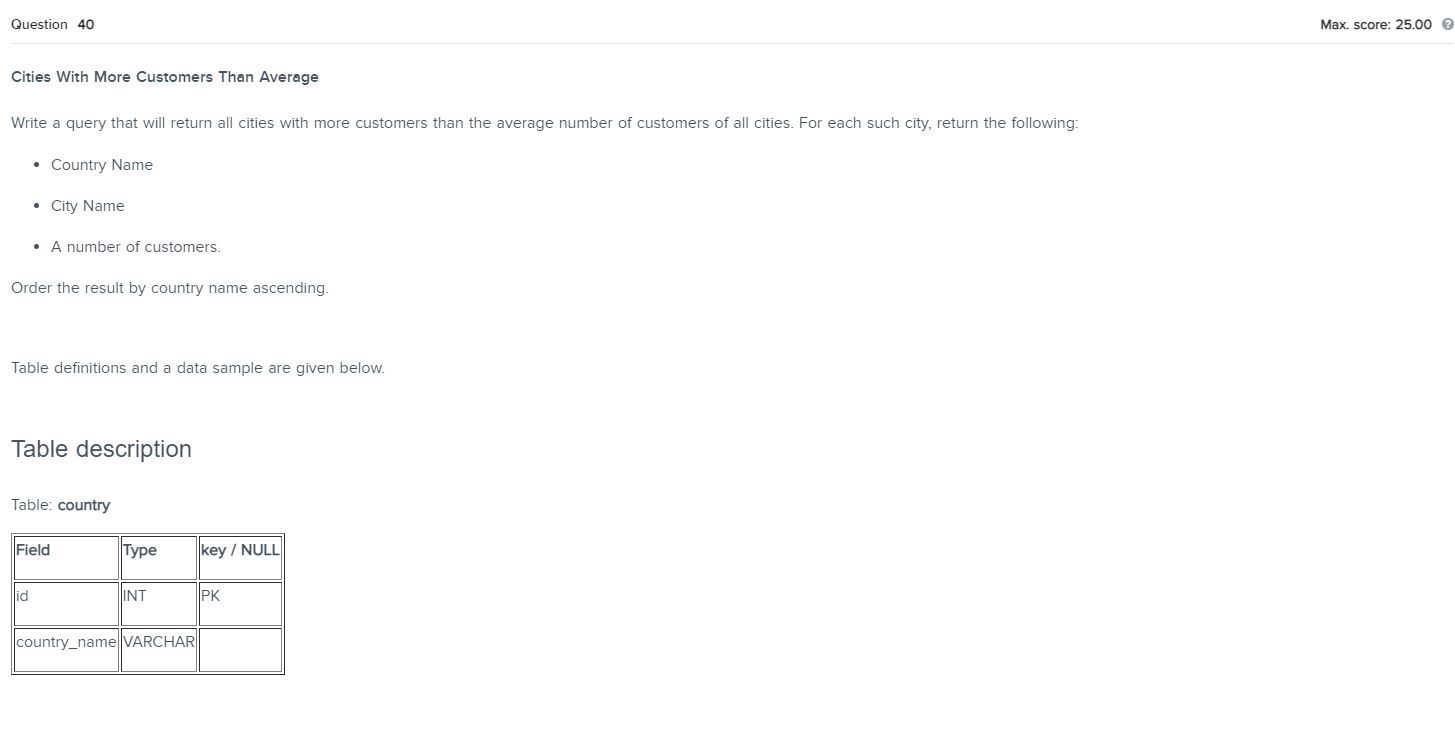 Question 40
Max. score: 25.00
Cities With More Customers Than Average
Write a query that will return all cities with more customers than the average number of customers of all cities. For each such city, return the following:
• Country Name
• City Name
• A number of customers.
Order the result by country name ascending.
Table definitions and a data sample are given below.
Table description
Table: country
Field Type key / NULL
id INT PK
country_name VARCHAR